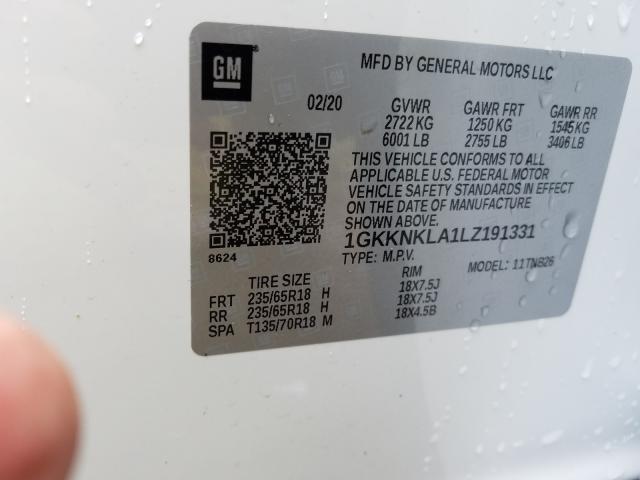 GM
MFD BY GENERAL MOTORS LLC
02/20 GVWR GAWR FRT GAWR RR
2722 KG 1250 KG 1545 KG
6001 LB 2755 LB 3406 LB
THIS VEHICLE CONFORMS TO ALL
APPLICABLE U.S. FEDERAL MOTOR
VEHICLE SAFETY STANDARDS IN EFFECT
ON THE DATE OF MANUFACTURE
SHOWN ABOVE.
1GKKNKLA1LZ191331
8624
TYPE: M.P.V. MODEL: 11TNB26
TIRE SIZE RIM
FRT 235/65R18 H 18X7.5J
RR 235/65R18 H 18X7.5J
SPA T135/70R18 M 18X4.5B